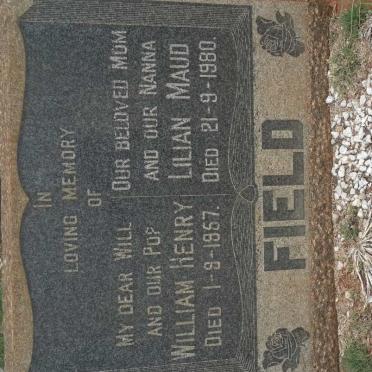 IN
LOVING MEMORY
OF
MY DEAR WILL
AND OUR POP
WILLIAM HENRY
DIED 1-9-1957.
OUR BELOVED MOM
AND OUR NANNA
LILIAN MAUD
DIED 21-9-1980.
FIELD